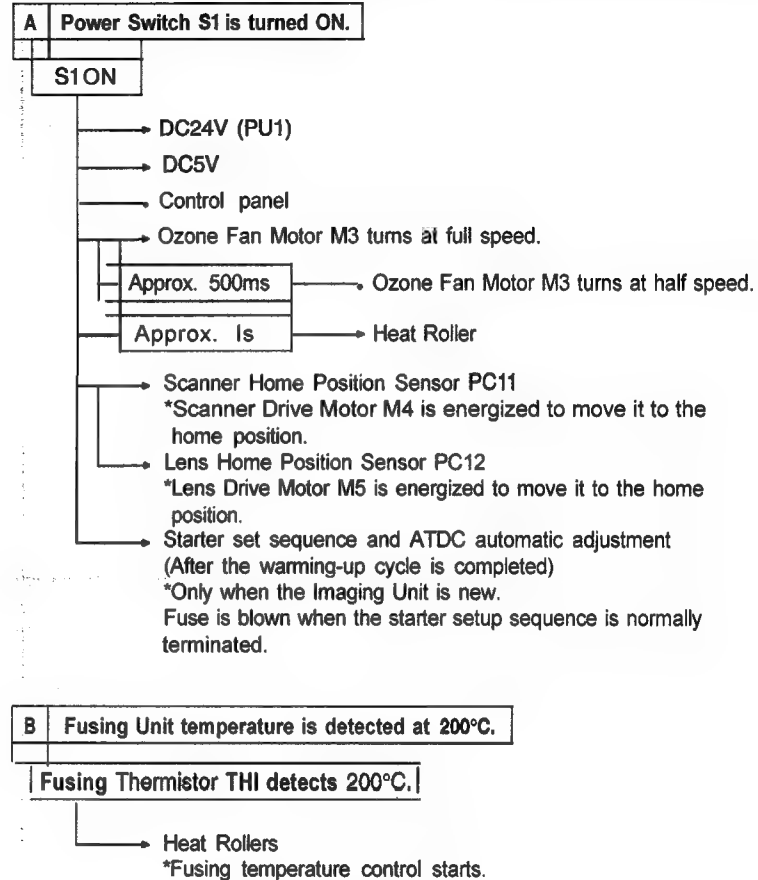 A Power Switch S1 is turned ON.
S1ON
DC24V (PU1)
DC5V
Control panel
Ozone Fan Motor M3 turns at full speed.
Approx. 500ms Ozone Fan Motor M3 turns at half speed.
Approx. Is Heat Roller
Scanner Home Position Sensor PC11
*Scanner Drive Motor M4 is energized to move it to the
home position.
Lens Home Position Sensor PC12
*Lens Drive Motor M5 is energized to move it to the home
position.
Starter set sequence and ATDC automatic adjustment
(After the warming-up cycle is completed)
*Only when the Imaging Unit is new.
Fuse is blown when the starter setup sequence is normally
terminated.
B Fusing Unit temperature is detected at 200°C.
Fusing Thermistor THI detects 200°C.
Heat Rollers
*Fusing temperature control starts.